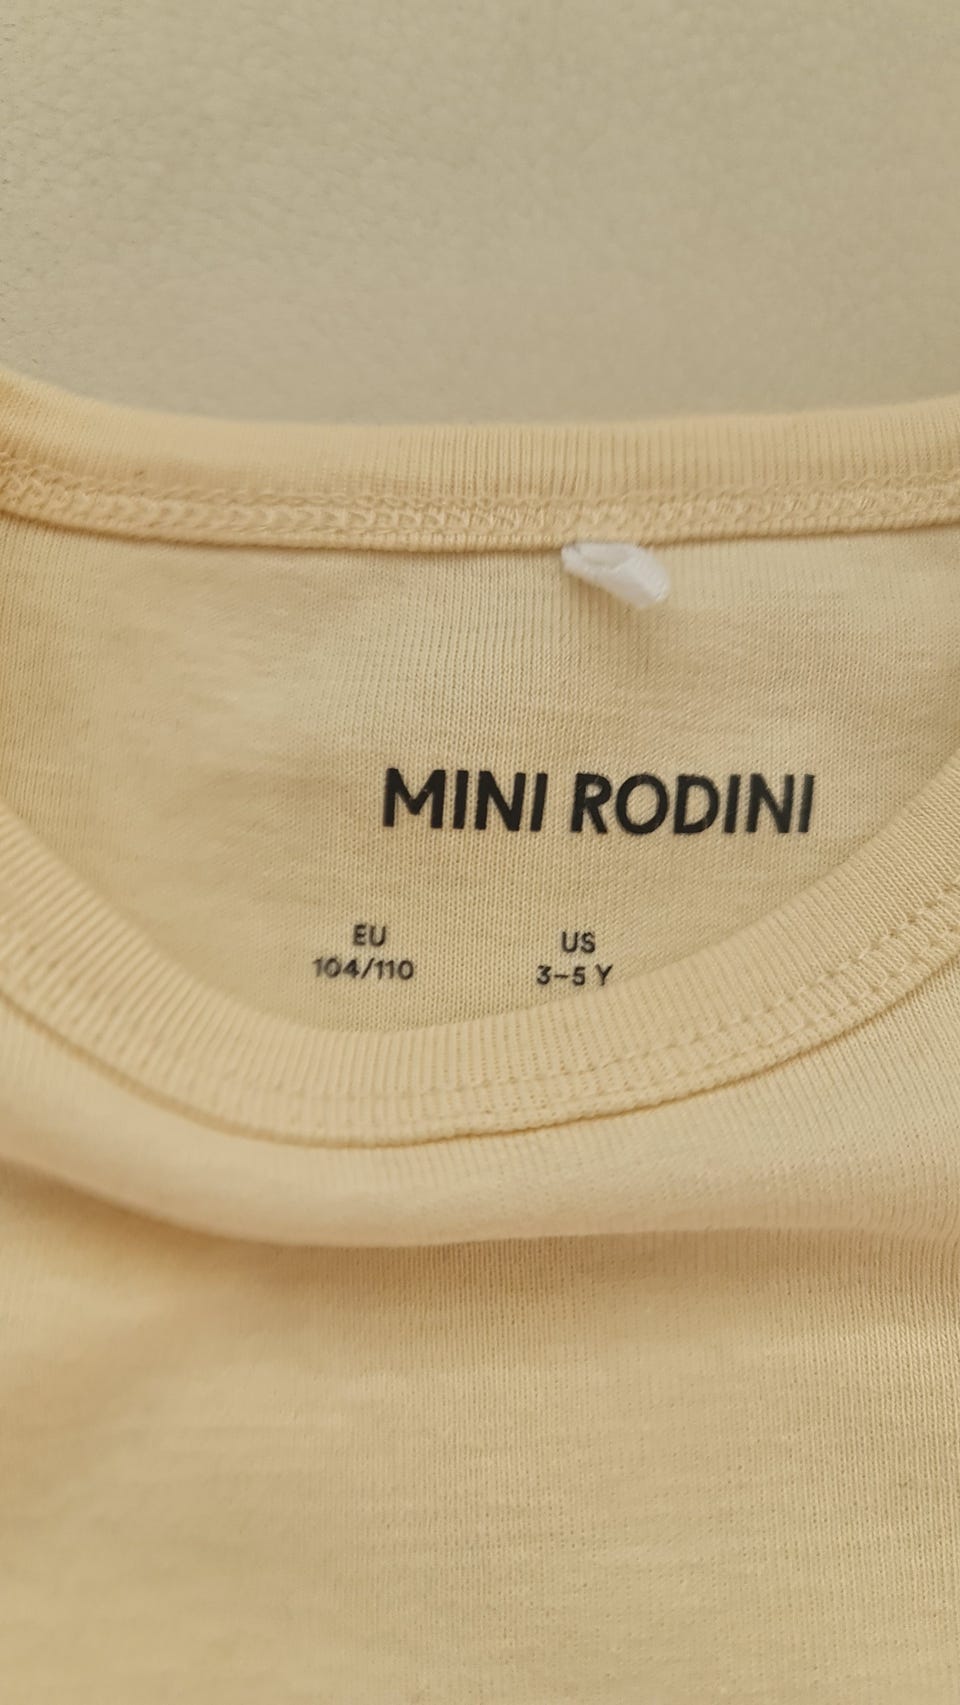 MINI RODINI
EU US
104/110 3-5 Y